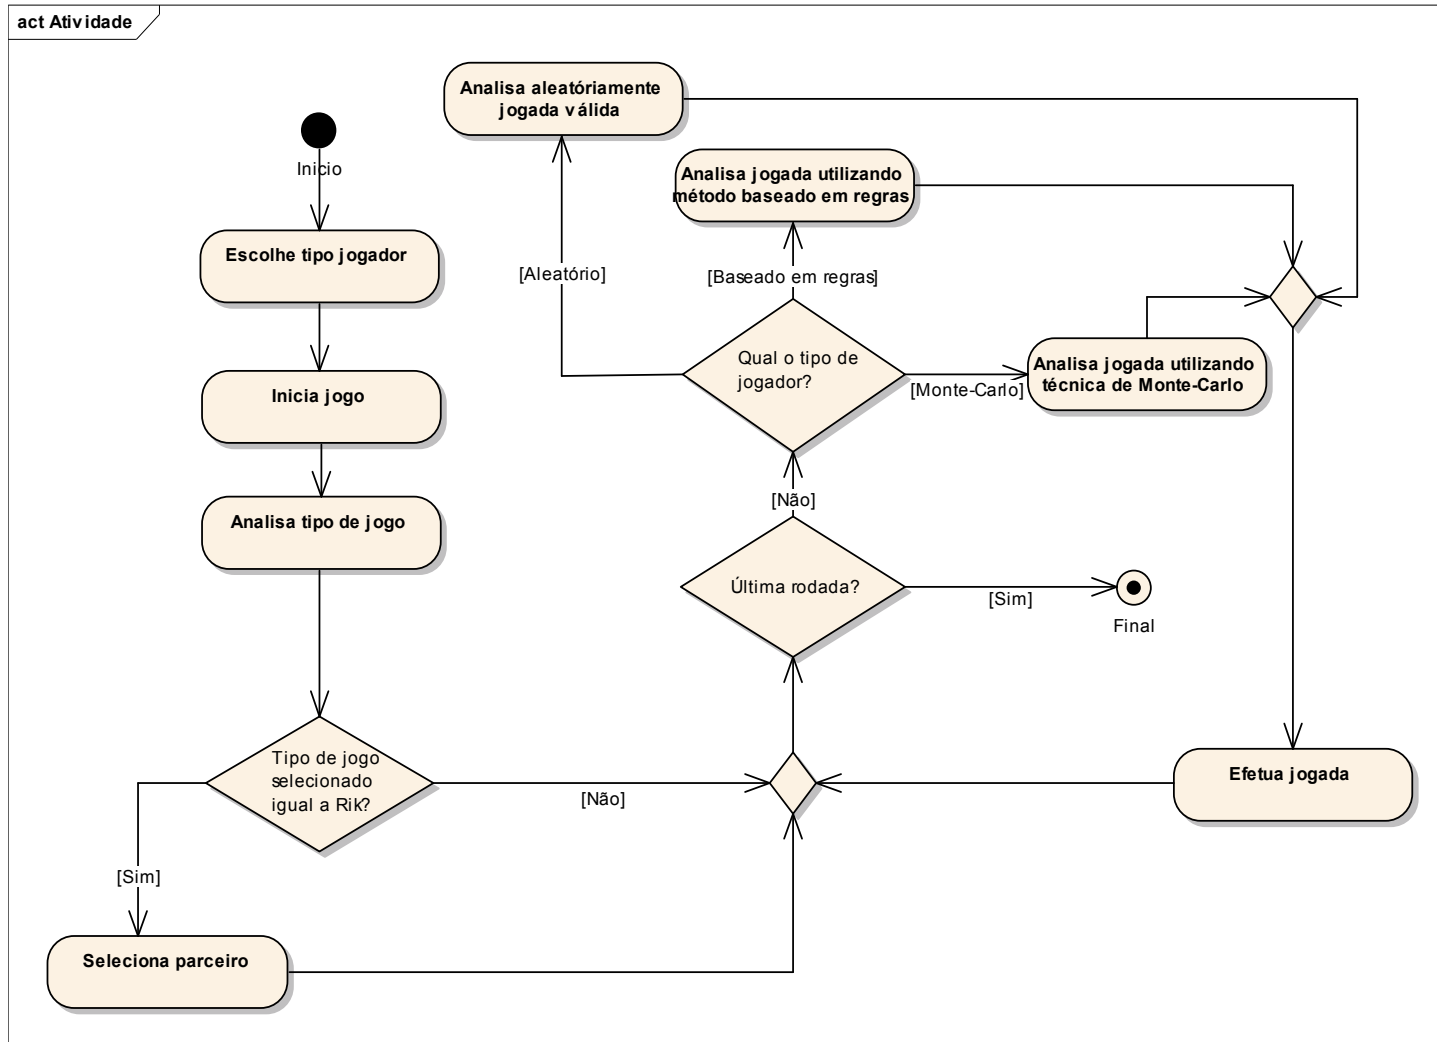 act Atividade
Inicio
Escolhe tipo jogador
Inicia jogo
Analisa tipo de jogo
Tipo de jogo
selecionado
igual a Rik?
[Sim]
[Não]
Seleciona parceiro
Analisa aleatóriamente
jogada válida
Analisa jogada utilizando
método baseado em regras
[Aleatório]
[Baseado em regras]
Qual o tipo de
jogador?
[Monte-Carlo]
Analisa jogada utilizando
técnica de Monte-Carlo
[Não]
Última rodada?
[Sim]
Final
Efetua jogada